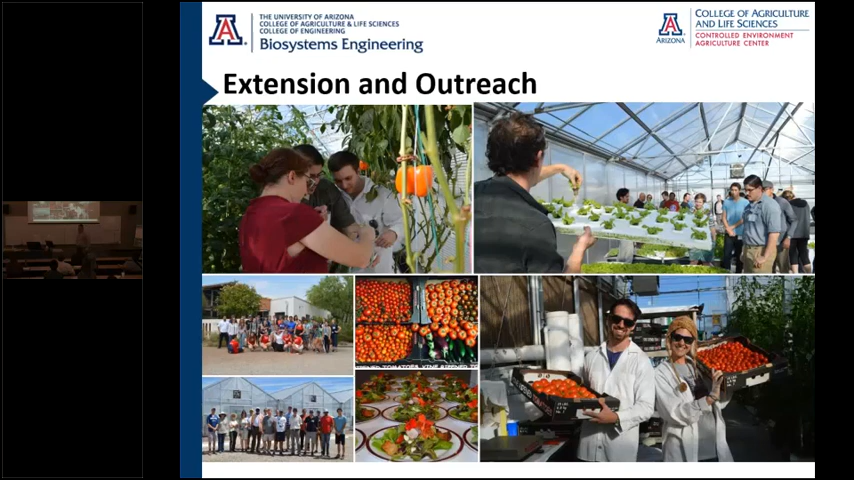 THE UNIVERSITY OF ARIZONA
COLLEGE OF AGRICULTURE & LIFE SCIENCES
COLLEGE OF ENGINEERING
Biosystems Engineering
ARIZONA
COLLEGE OF AGRICULTURE
AND LIFE SCIENCES
CONTROLLED ENVIRONMENT
AGRICULTURE CENTER
Extension and Outreach